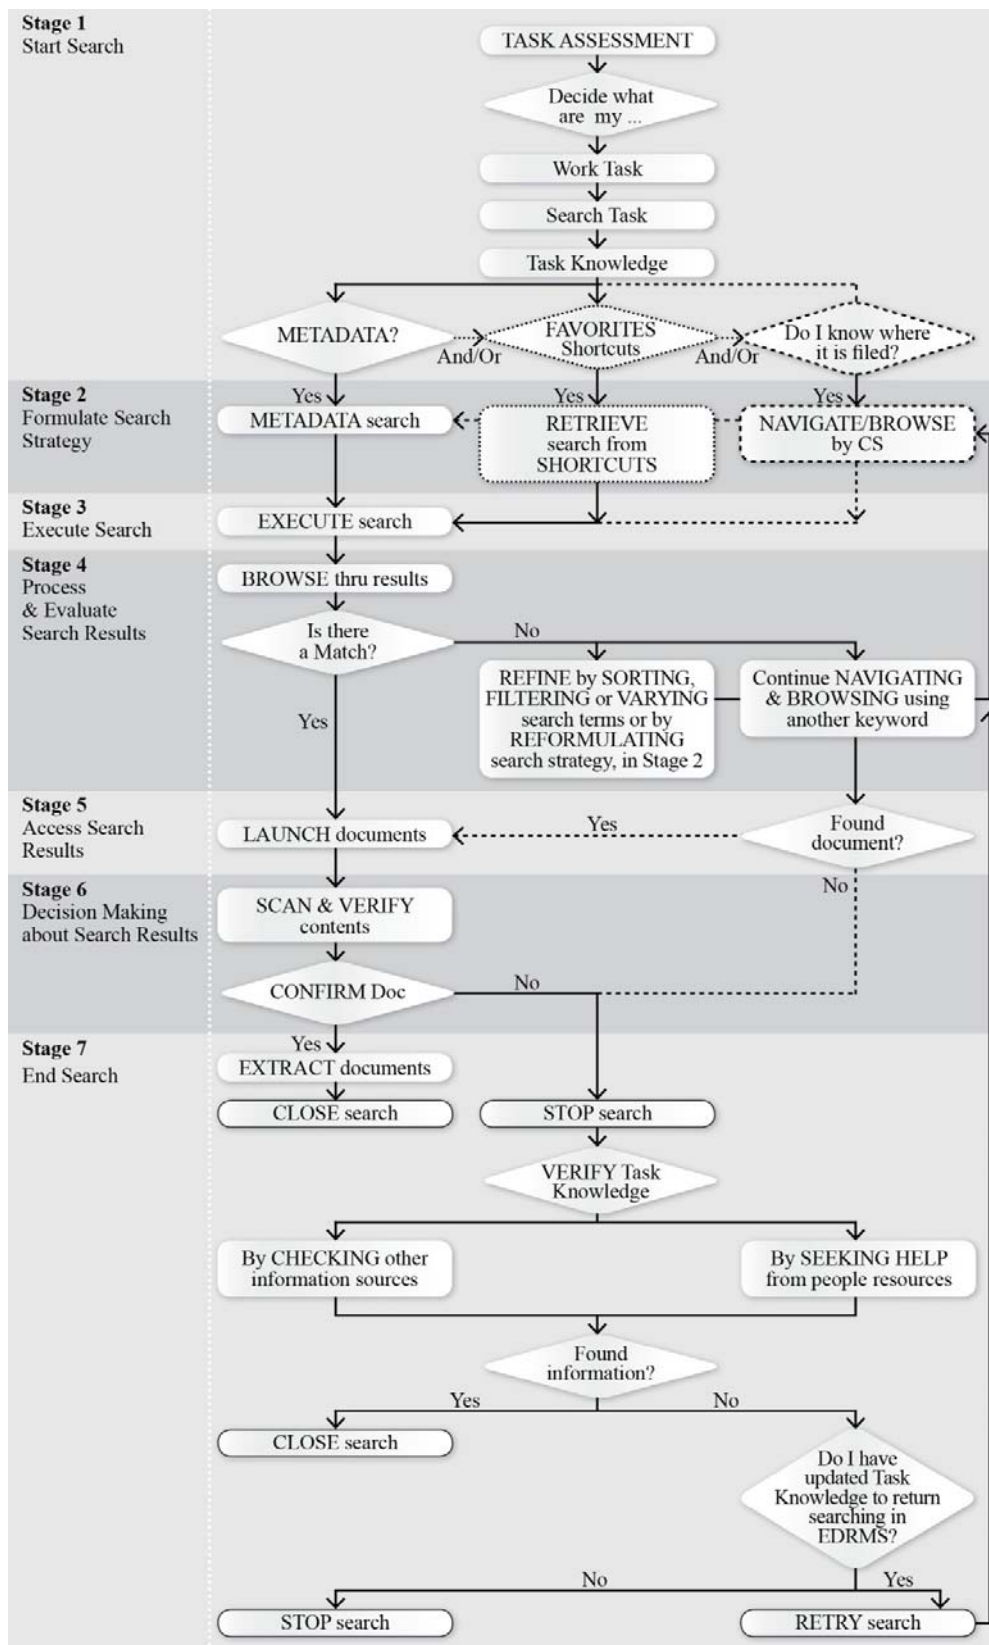 Stage 1
Start Search
TASK ASSESSMENT
Decide what
are my ...
Work Task
Search Task
Task Knowledge
METADATA?
And/Or
FAVORITES
Shortcuts
And/Or
Do I know where
it is filed?
Stage 2
Formulate Search
Strategy
Yes
METADATA search
Yes
RETRIEVE
search from
SHORTCUTS
Yes
NAVIGATE/BROWSE
by CS
Stage 3
Execute Search
EXECUTE search
Stage 4
Process
& Evaluate
Search Results
BROWSE thru results
Is there
a Match?
No
Yes
REFINE by SORTING,
FILTERING or VARYING
search terms or by
REFORMULATING
search strategy, in Stage 2
Continue NAVIGATING
& BROWSING using
another keyword
Stage 5
Access Search
Results
LAUNCH documents
Yes
Found
document?
No
Stage 6
Decision Making
about Search Results
SCAN & VERIFY
contents
CONFIRM Doc
No
Yes
Stage 7
End Search
EXTRACT documents
CLOSE search
STOP search
VERIFY Task
Knowledge
By CHECKING other
information sources
By SEEKING HELP
from people resources
Found
information?
Yes
No
CLOSE search
Do I have
updated Task
Knowledge to return
searching in
EDRMS?
No
Yes
STOP search
RETRY search